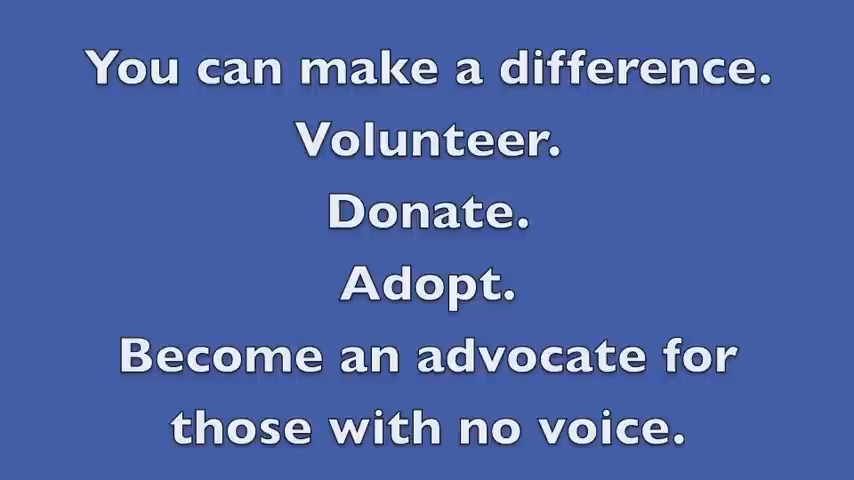 You can make a difference.
Volunteer.
Donate.
Adopt.
Become an advocate for
those with no voice.